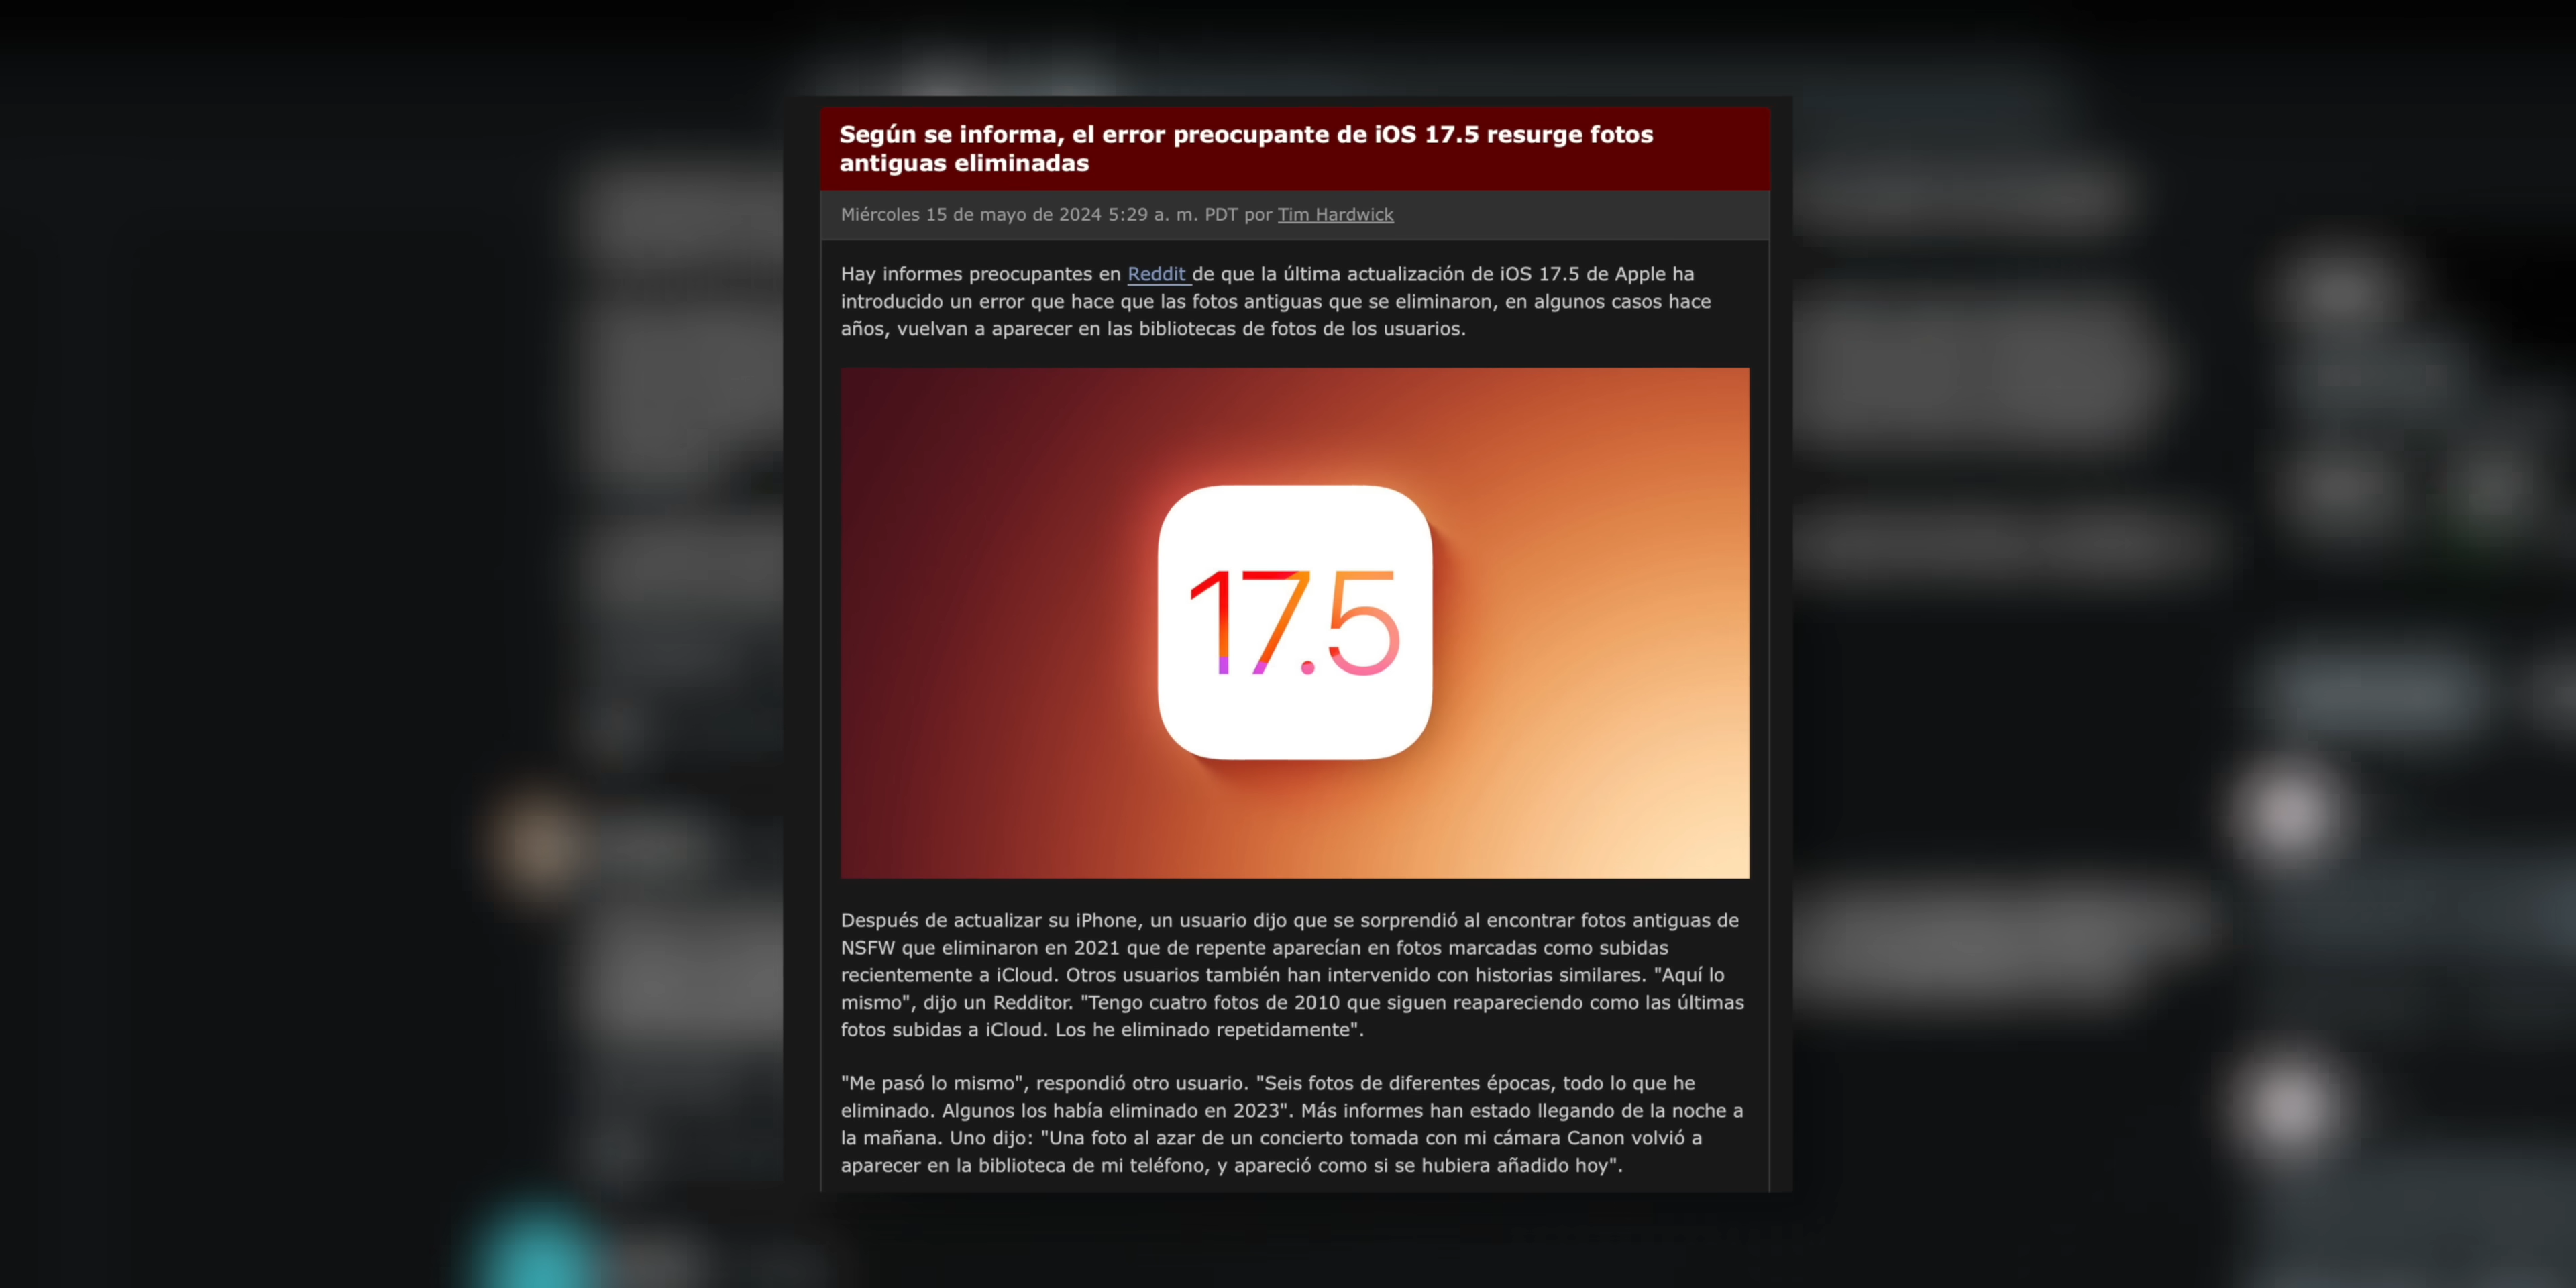 Según se informa, el error preocupante de iOS 17.5 resurge fotos
antiguas eliminadas
Miércoles 15 de mayo de 2024 5:29 a. m. PDT por Tim Hardwick
Hay informes preocupantes en Reddit de que la última actualización de iOS 17.5 de Apple ha
introducido un error que hace que las fotos antiguas que se eliminaron, en algunos casos hace
años, vuelvan a aparecer en las bibliotecas de fotos de los usuarios.
17.5
Después de actualizar su iPhone, un usuario dijo que se sorprendió al encontrar fotos antiguas de
NSFW que eliminaron en 2021 que de repente aparecían en fotos marcadas como subidas
recientemente a iCloud. Otros usuarios también han intervenido con historias similares. "Aquí lo
mismo", dijo un Redditor. "Tengo cuatro fotos de 2010 que siguen reapareciendo como las últimas
fotos subidas a iCloud. Los he eliminado repetidamente".
"Me pasó lo mismo", respondió otro usuario. "Seis fotos de diferentes épocas, todo lo que he
eliminado. Algunos los había eliminado en 2023". Más informes han estado llegando de la noche a
la mañana. Uno dijo: "Una foto al azar de un concierto tomada con mi cámara Canon volvió a
aparecer en la biblioteca de mi teléfono, y apareció como si se hubiera añadido hoy".